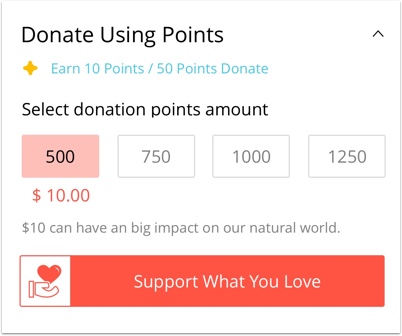 Donate Using Points
Earn 10 Points / 50 Points Donate
Select donation points amount
500 750 1000 1250
$ 10.00
$10 can have an big impact on our natural world.
Support What You Love